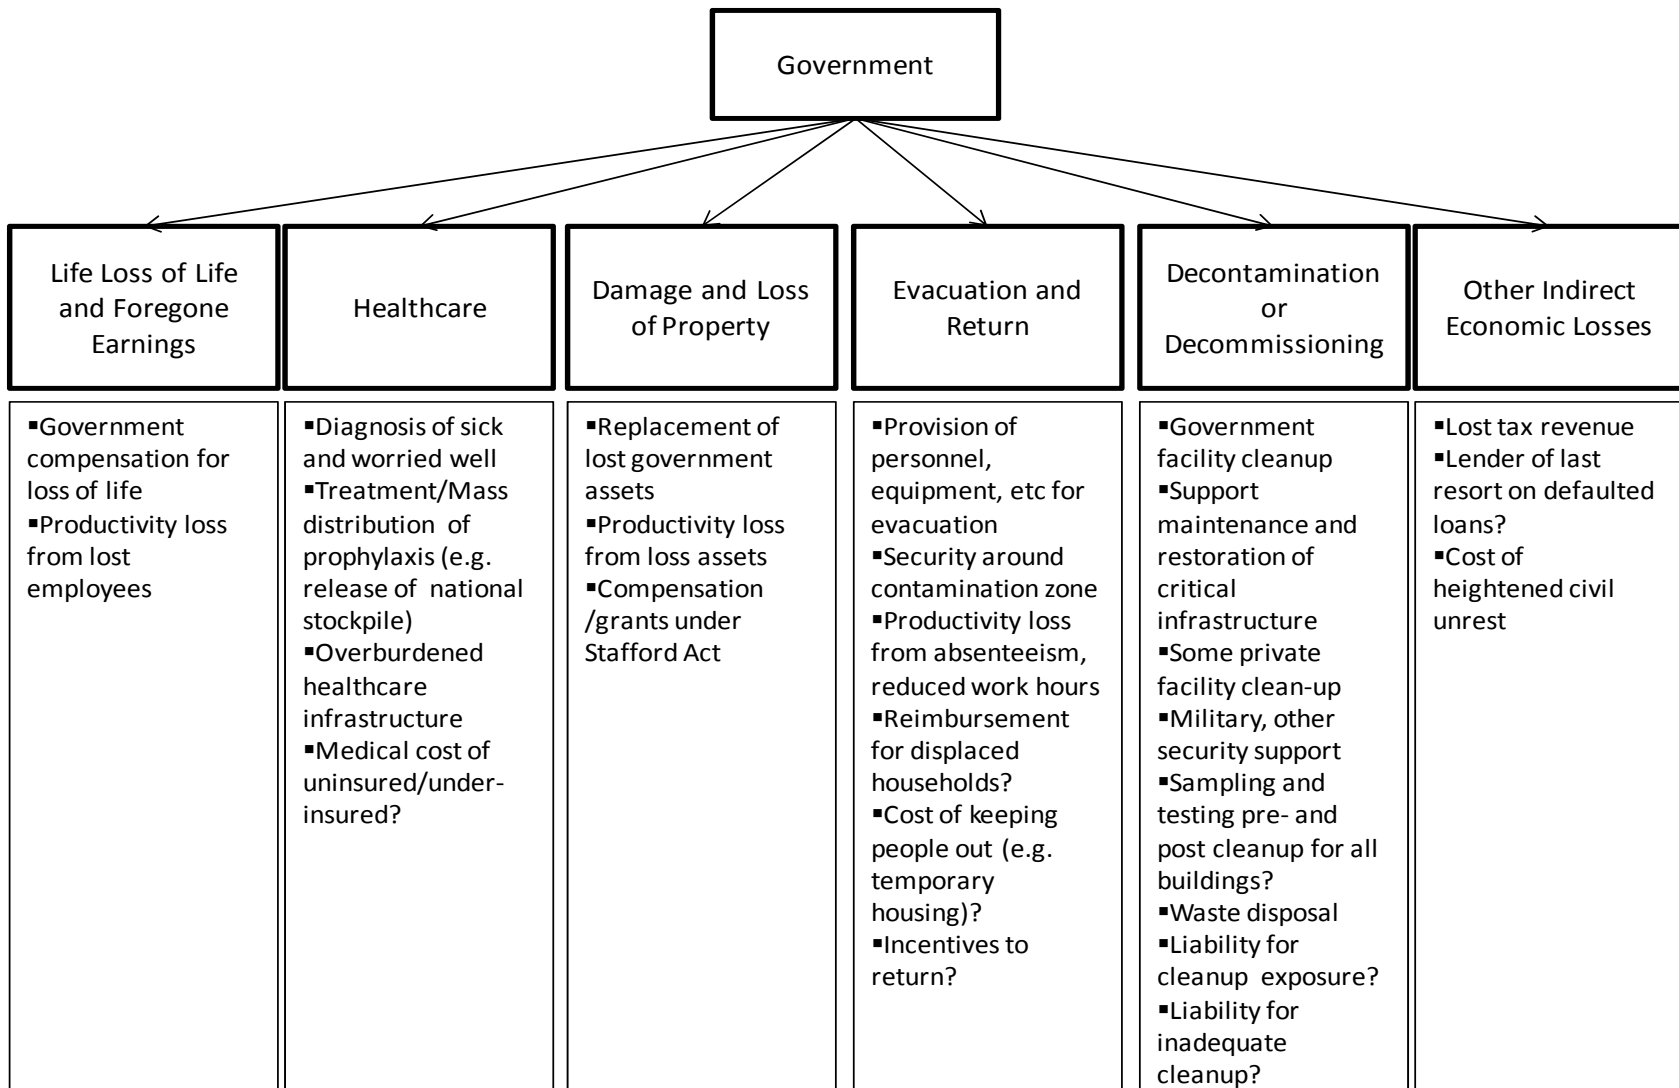 Government
Life Loss of Life
and Foregone
Earnings
Healthcare
Damage and Loss
of Property
Evacuation and
Return
Decontamination
or
Decommissioning
Other Indirect
Economic Losses
▪Government
compensation for
loss of life
▪Productivity loss
from lost
employees
▪Diagnosis of sick
and worried well
▪Treatment/Mass
distribution of
prophylaxis (e.g.
release of national
stockpile)
▪Overburdened
healthcare
infrastructure
▪Medical cost of
uninsured/under-
insured?
▪Replacement of
lost government
assets
▪Productivity loss
from loss assets
▪Compensation
/grants under
Stafford Act
▪Provision of
personnel,
equipment, etc for
evacuation
▪Security around
contamination zone
▪Productivity loss
from absenteeism,
reduced work hours
▪Reimbursement
for displaced
households?
▪Cost of keeping
people out (e.g.
temporary
housing)?
▪Incentives to
return?
▪Government
facility cleanup
▪Support
maintenance and
restoration of
critical
infrastructure
▪Some private
facility clean-up
▪Military, other
security support
▪Sampling and
testing pre- and
post cleanup for all
buildings?
▪Waste disposal
▪Liability for
cleanup exposure?
▪Liability for
inadequate
cleanup?
▪Lost tax revenue
▪Lender of last
resort on defaulted
loans?
▪Cost of
heightened civil
unrest